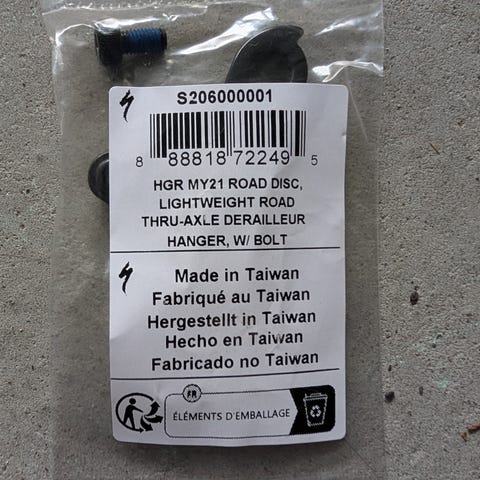 S206000001
8 88818 72249 5
HGR MY21 ROAD DISC,
LIGHTWEIGHT ROAD
THRU-AXLE DERAILLEUR
HANGER, W/ BOLT
Made in Taiwan
Fabriqué au Taiwan
Hergestellt in Taiwan
Hecho en Taiwan
Fabricado no Taiwan
FR
ÉLÉMENTS D'EMBALLAGE